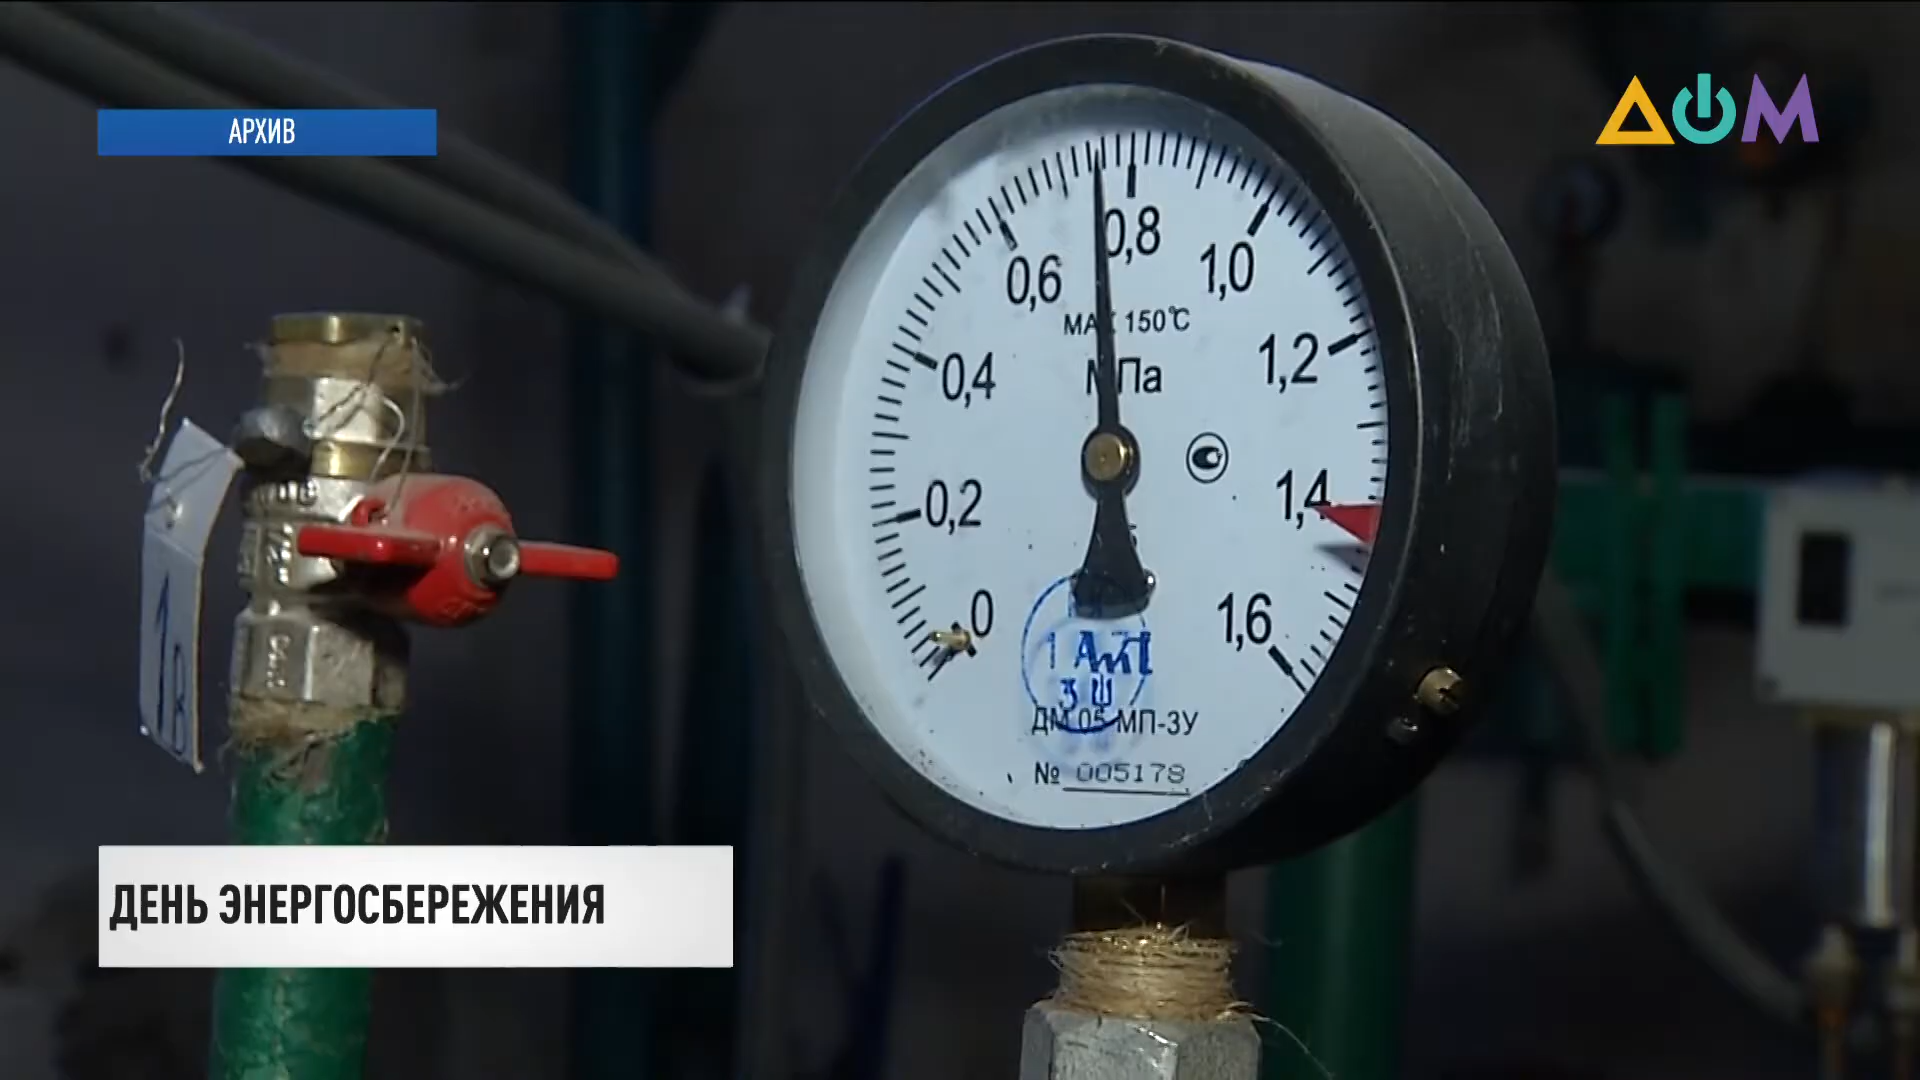 АРХИВ
ДОМ
0,8
0,6
1,0
MAX 150°C
1,2
0,4
МПа
0,2
1,4
0
1,6
ДМ 05 МП-3У
№ 005178
1В
ДЕНЬ ЭНЕРГОСБЕРЕЖЕНИЯ